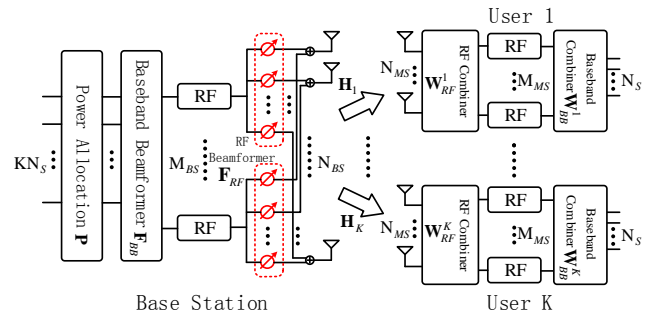 User 1
KN_S
Power Allocation P
Baseband Beamformer F_BB
M_BS
RF
RF
RF Beamformer
F_RF
N_BS
H_1
H_K
N_MS
RF Combiner
W^1_RF
RF
M_MS
RF
Baseband
Combiner W^1_BB
N_S
N_MS
RF Combiner
W^K_RF
RF
M_MS
RF
Baseband
Combiner W^K_BB
N_S
Base Station
User K